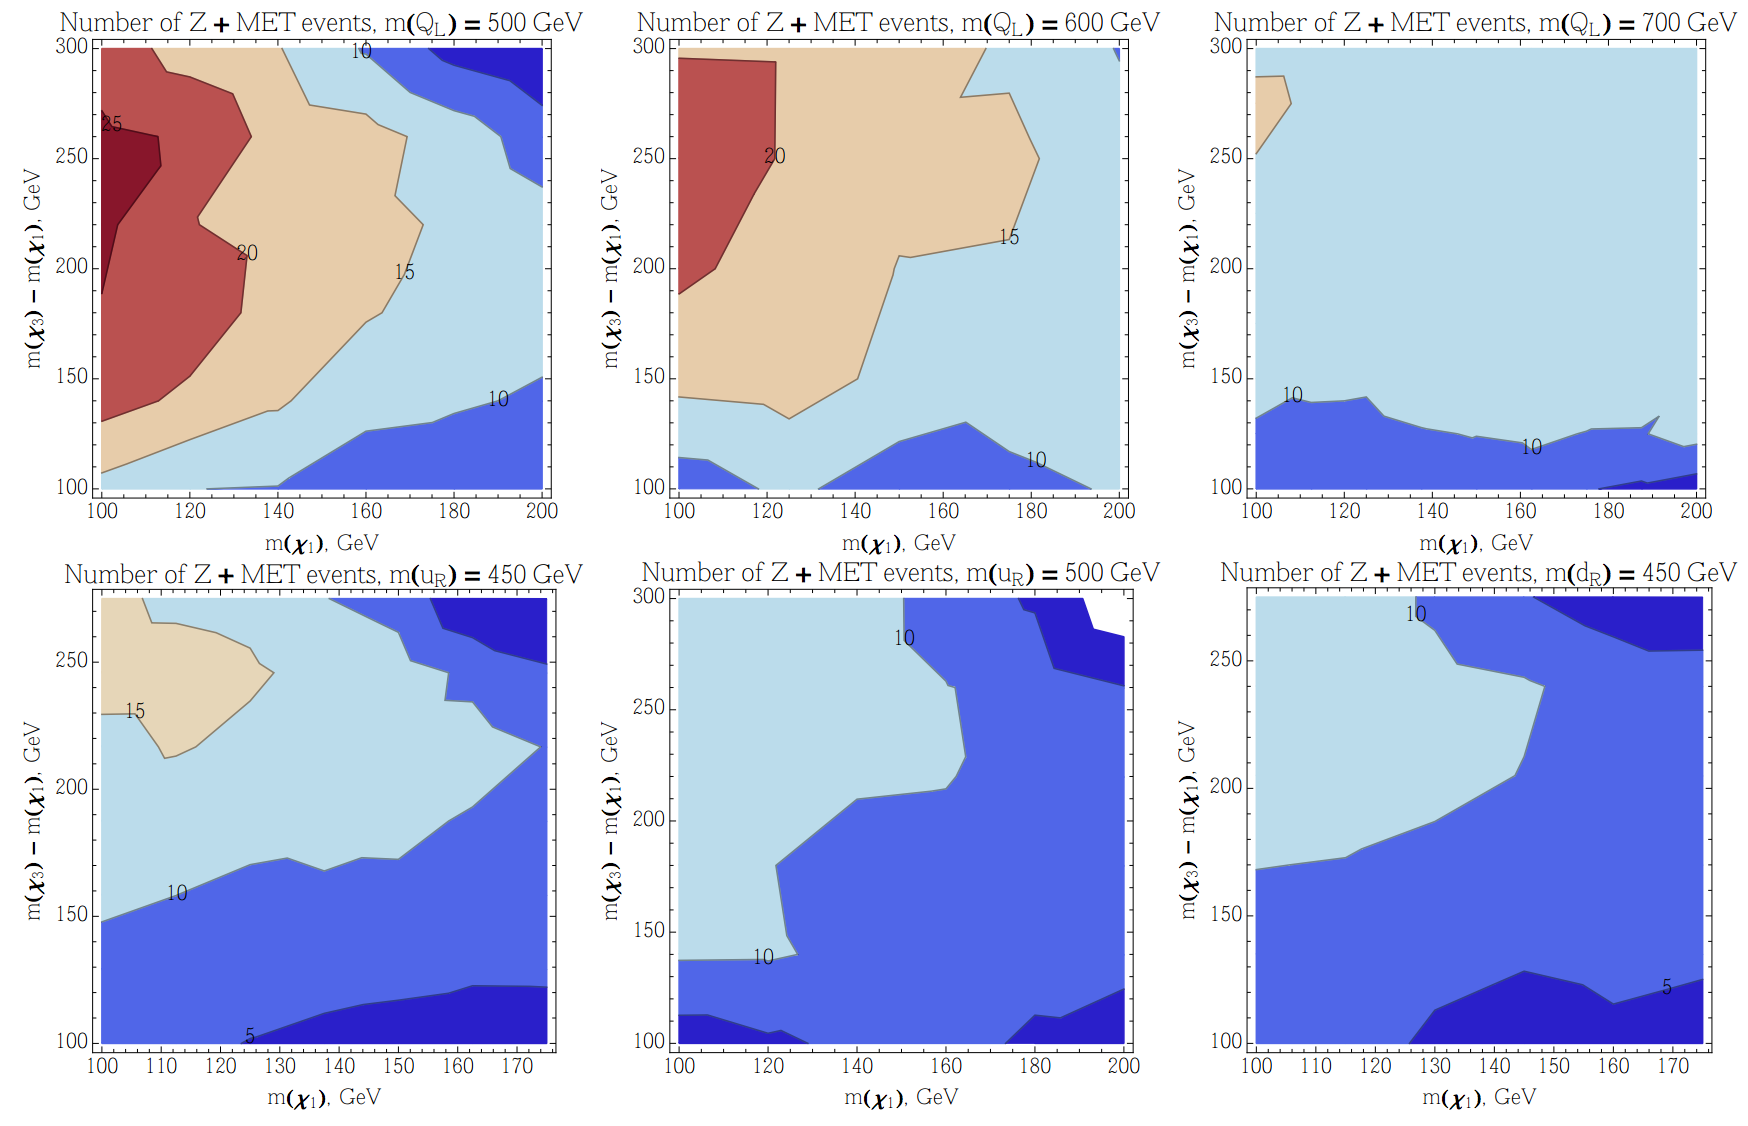 Number of Z + MET events, m(Q_L) = 500 GeV
300
250
200
150
100
100 120 140 160 180 200
m(χ₃) − m(χ₁), GeV
m(χ₁), GeV
10
25
20
15
10
Number of Z + MET events, m(Q_L) = 600 GeV
300
250
200
150
100
100 120 140 160 180 200
m(χ₃) − m(χ₁), GeV
m(χ₁), GeV
20
15
10
Number of Z + MET events, m(Q_L) = 700 GeV
300
250
200
150
100
100 120 140 160 180 200
m(χ₃) − m(χ₁), GeV
m(χ₁), GeV
10
10
Number of Z + MET events, m(u_R) = 450 GeV
250
200
150
100
100 110 120 130 140 150 160 170
m(χ₃) − m(χ₁), GeV
m(χ₁), GeV
15
10
5
Number of Z + MET events, m(u_R) = 500 GeV
300
250
200
150
100
100 120 140 160 180 200
m(χ₃) − m(χ₁), GeV
m(χ₁), GeV
10
10
Number of Z + MET events, m(d_R) = 450 GeV
250
200
150
100
100 110 120 130 140 150 160 170
m(χ₃) − m(χ₁), GeV
m(χ₁), GeV
10
5